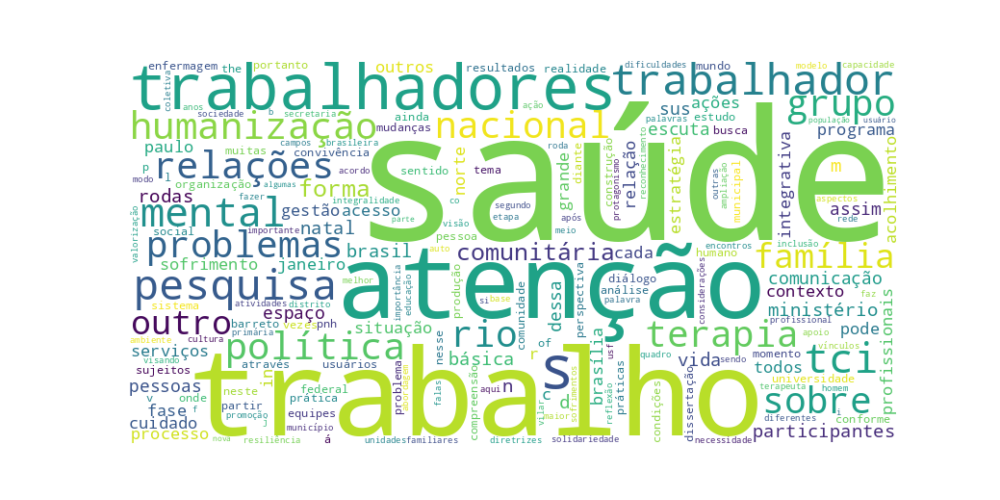 enfermagem the portanto outros resultados realidade dificuldades mundo modelo capacidade
trabalhadores trabalhador
coletiva anos sociedade b secretaria ação sus ações palavras estudo população usuário grupo
humanização ainda nacional escuta busca programa
paulo muitas campos brasileira mudanças roda construção reconhecimento
p l convivência
relações acordo sentido tema norte grande diante relação estratégia outras ampliação municipal integrativa m aspectos acolhimento
saúde
modo organização algumas forma co segundo após protagonismo
rodas fazer integralidade visão etapa assim rede
mental gestão acesso parte meio
valorização importante natal pessoa
social auto
problemas brasil comunitária cada encontros inclusão família
sofrimento janeiro humano
pesquisa melhor atenção diálogo comunicação
sistema atividades distrito importância educação produção comunidade si base dessa perspectiva análise palavra considerações contexto faz
cultura ministério
outro barreto vezes pnh espaço situação rio of terapia profissional profissionais
ambiente primária nesse r usf apoio vínculos pode
política
serviços básica s brasília quadro vida sendo momento tci
visando através usuários todos
sujeitos in problema compreensão n práticas universidade
pessoas neste federal trabalho aqui c d sofrimentos terapeuta homem sobre
v onde prática falas reflexão condições dissertação
fase f partir vilar maior diferentes i
cuidado promoção j equipes conforme
processo participantes
nova resiliência município á unidades familiares diretrizes solidariedade necessidade